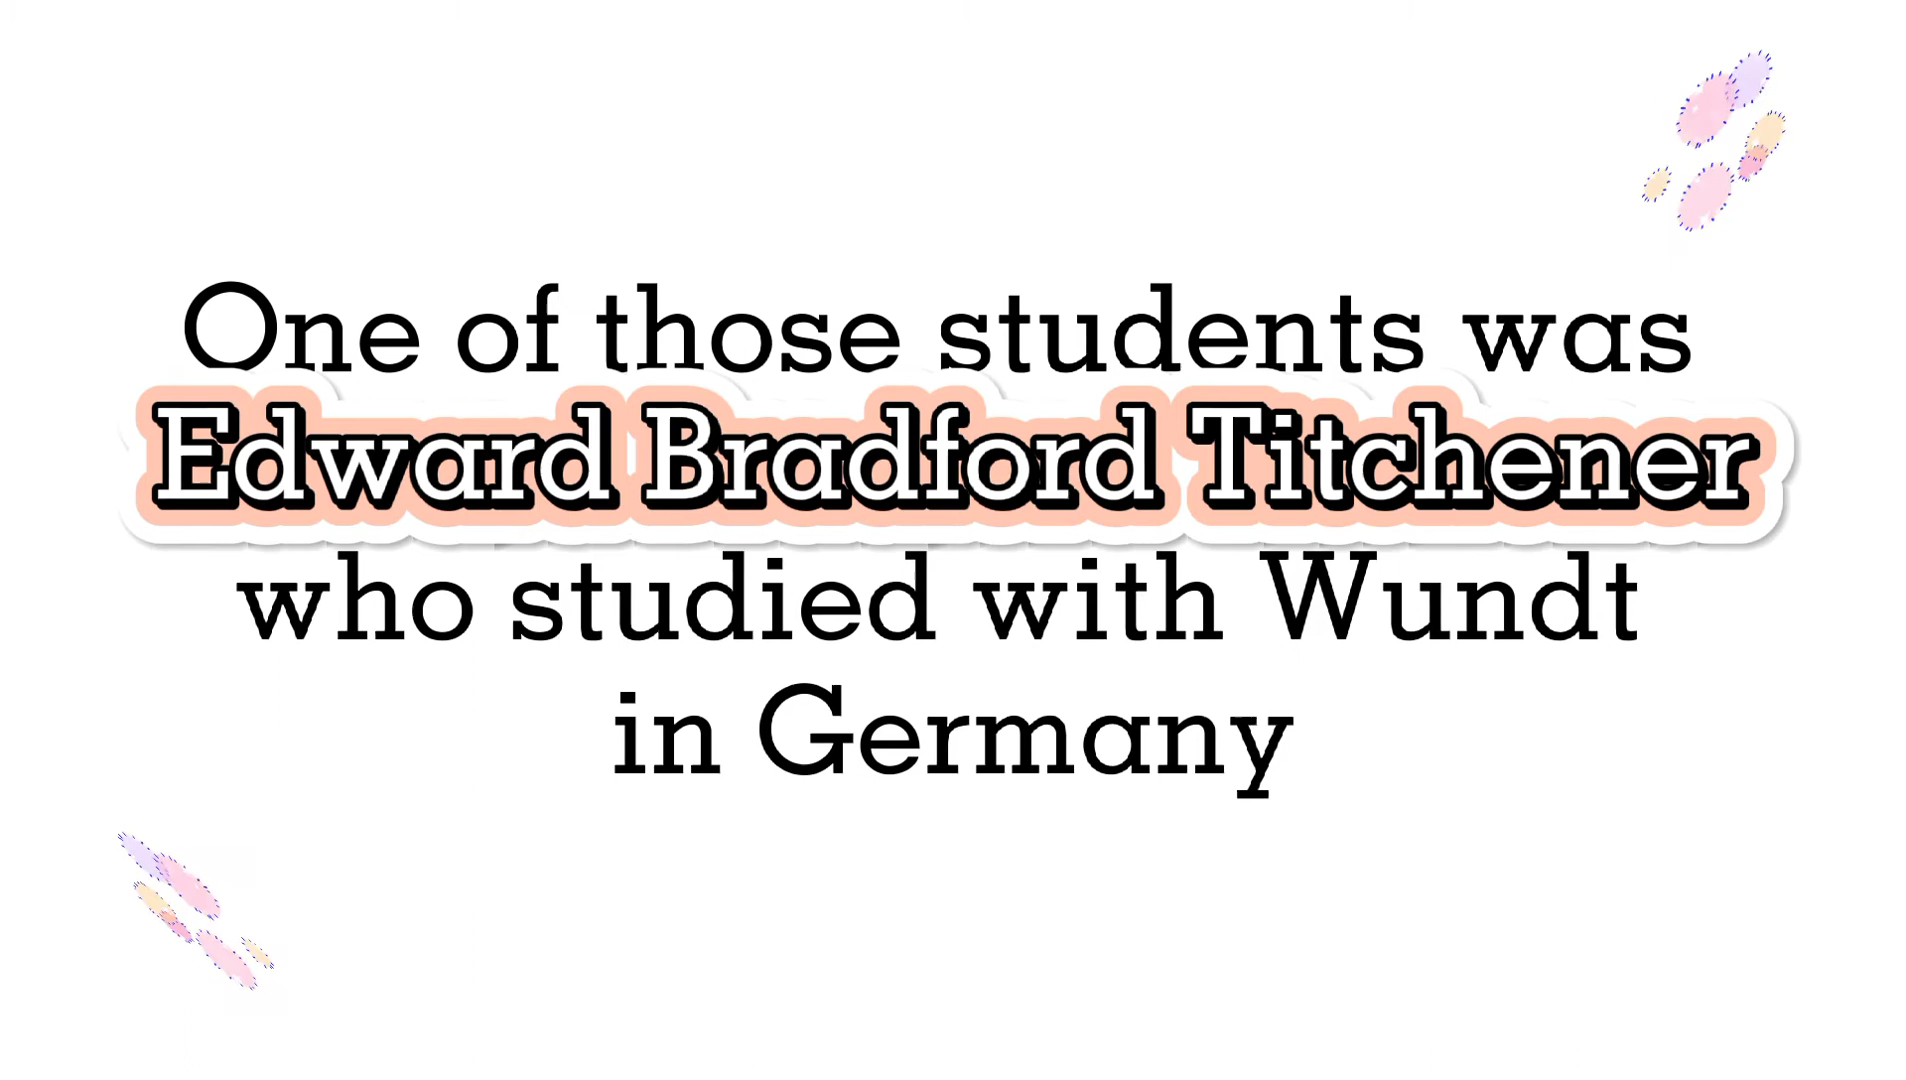 One of those students was
Edward Bradford Titchener
who studied with Wundt
in Germany